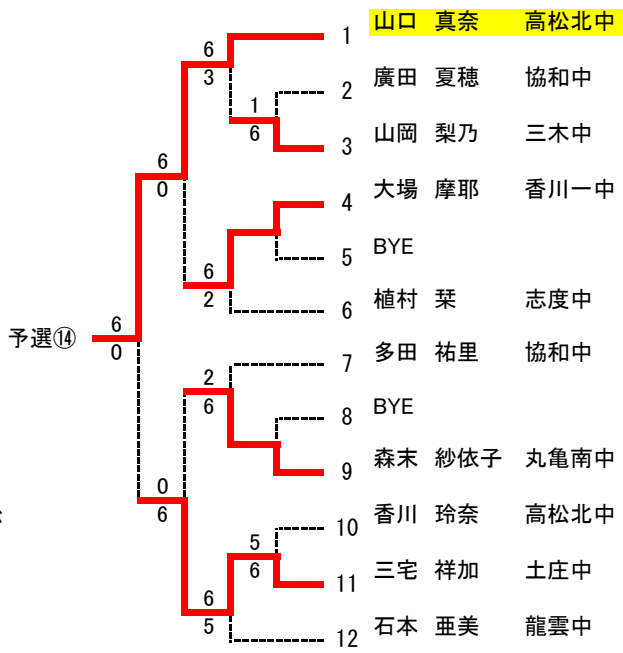 6
3
1 山口 真奈 高松北中
2 廣田 夏穂 協和中
1
6
3 山岡 梨乃 三木中
6
0
4 大場 摩耶 香川一中
5 BYE
6
2
6 植村 栞 志度中
予選⑭
6
0
7 多田 祐里 協和中
2
6
8 BYE
9 森末 紗依子 丸亀南中
0
6
10 香川 玲奈 高松北中
5
6
11 三宅 祥加 土庄中
6
5
12 石本 亜美 龍雲中